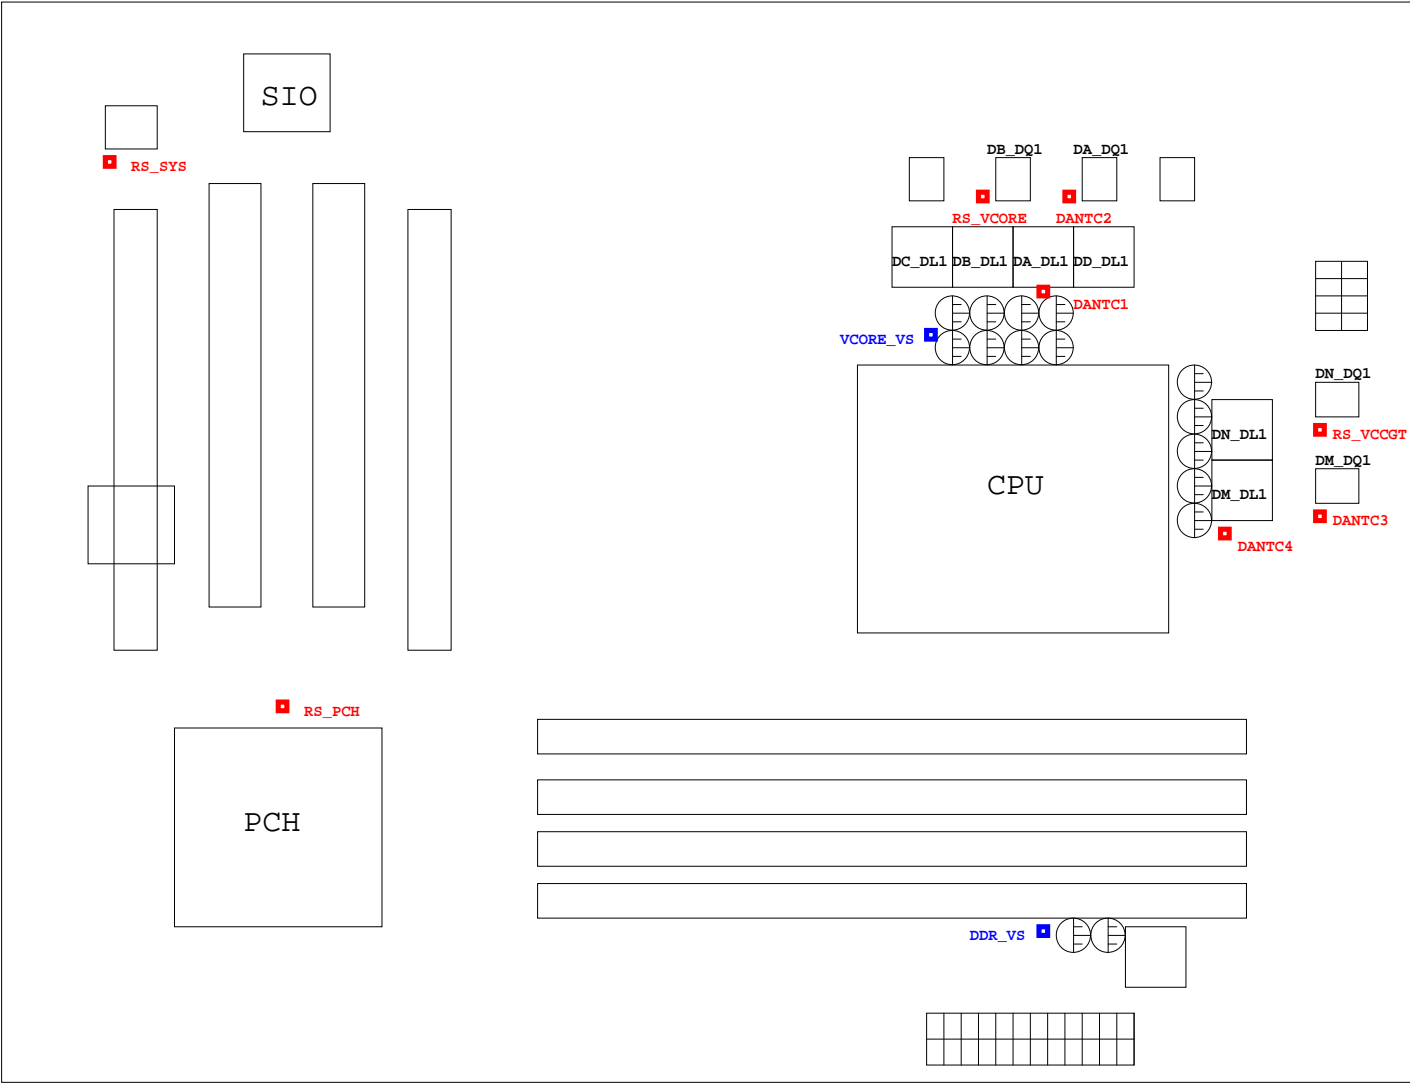 SIO
RS_SYS
DB_DQ1
DA_DQ1
RS_VCORE
DANTC2
DC_DL1
DB_DL1
DA_DL1
DD_DL1
DANTC1
VCORE_VS
DN_DQ1
DN_DL1
RS_VCCGT
DM_DQ1
CPU
DM_DL1
DANTC3
DANTC4
RS_PCH
PCH
DDR_VS